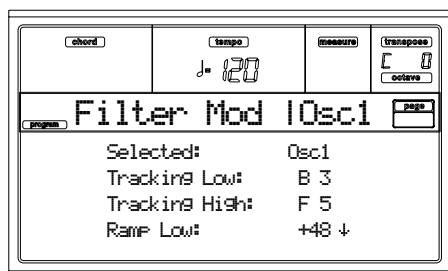 chord tempo measure transpose
♩= 120 C 0
octave
program Filter Mod |Osc1 page
Selected: Osc1
Tracking Low: B 3
Tracking High: F 5
Ramp Low: +48 ↓